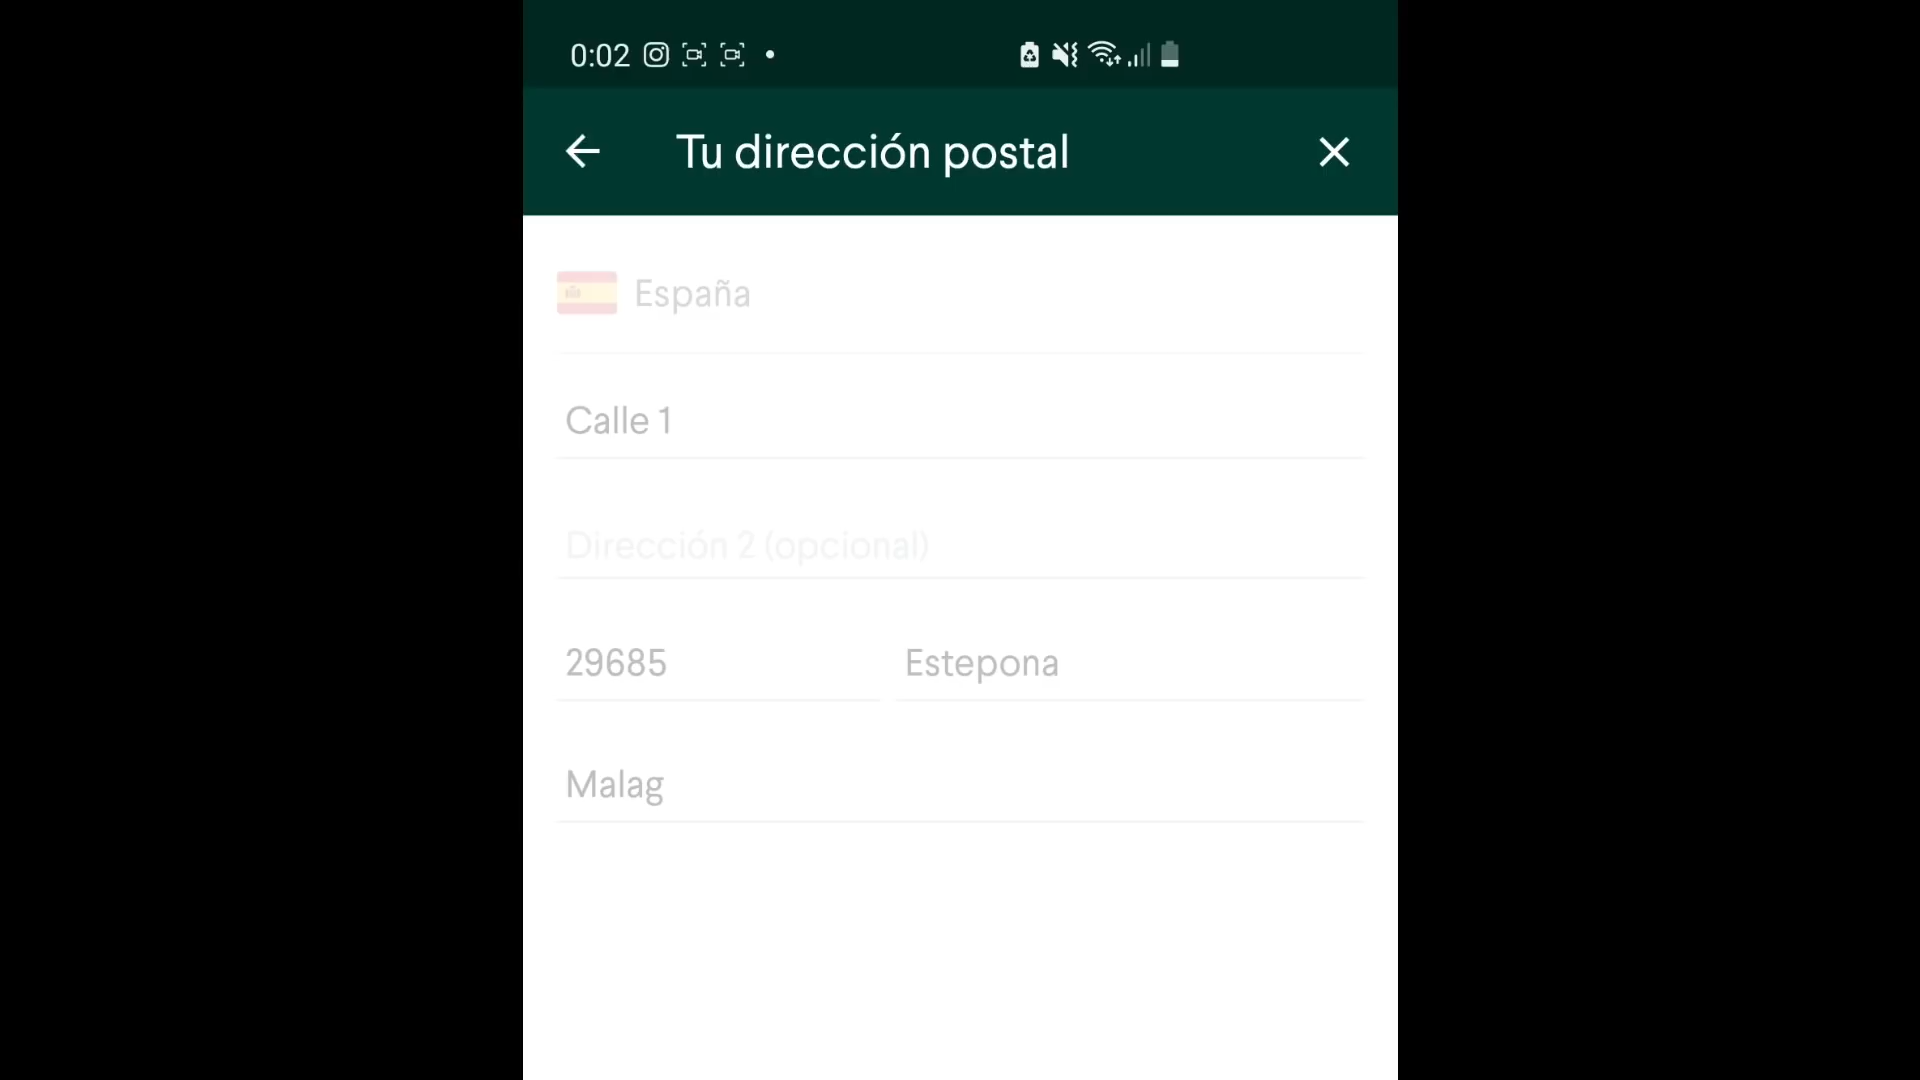 0:02
Tu dirección postal
España
Calle 1
Dirección 2 (opcional)
29685 Estepona
Malag